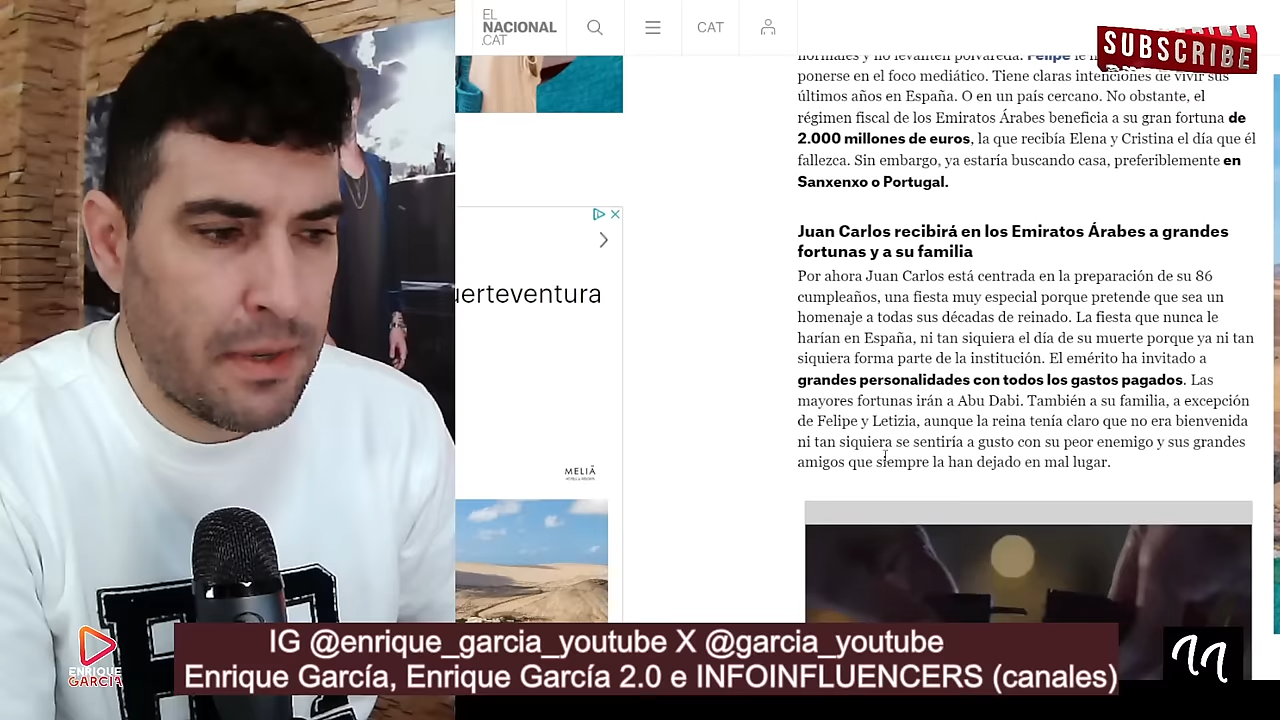 EL
NACIONAL
.CAT
CAT
SUBSCRIBE
normales y no levanten polvareda. Felipe le
ponerse en el foco mediático. Tiene claras intenciones de vivir sus
últimos años en España. O en un país cercano. No obstante, el
régimen fiscal de los Emiratos Árabes beneficia a su gran fortuna de
2.000 millones de euros, la que recibía Elena y Cristina el día que él
fallezca. Sin embargo, ya estaría buscando casa, preferiblemente en
Sanxenxo o Portugal.
Juan Carlos recibirá en los Emiratos Árabes a grandes
fortunas y a su familia
Por ahora Juan Carlos está centrada en la preparación de su 86
cumpleaños, una fiesta muy especial porque pretende que sea un
homenaje a todas sus décadas de reinado. La fiesta que nunca le
harían en España, ni tan siquiera el día de su muerte porque ya ni tan
siquiera forma parte de la institución. El emérito ha invitado a
grandes personalidades con todos los gastos pagados. Las
mayores fortunas irán a Abu Dabi. También a su familia, a excepción
de Felipe y Letizia, aunque la reina tenía claro que no era bienvenida
ni tan siquiera se sentiría a gusto con su peor enemigo y sus grandes
amigos que siempre la han dejado en mal lugar.
uerteventura
MELIÁ
IG @enrique_garcia_youtube X @garcia_youtube
Enrique García, Enrique García 2.0 e INFOINFLUENCERS (canales)
ENRIQUE
GARCÍA